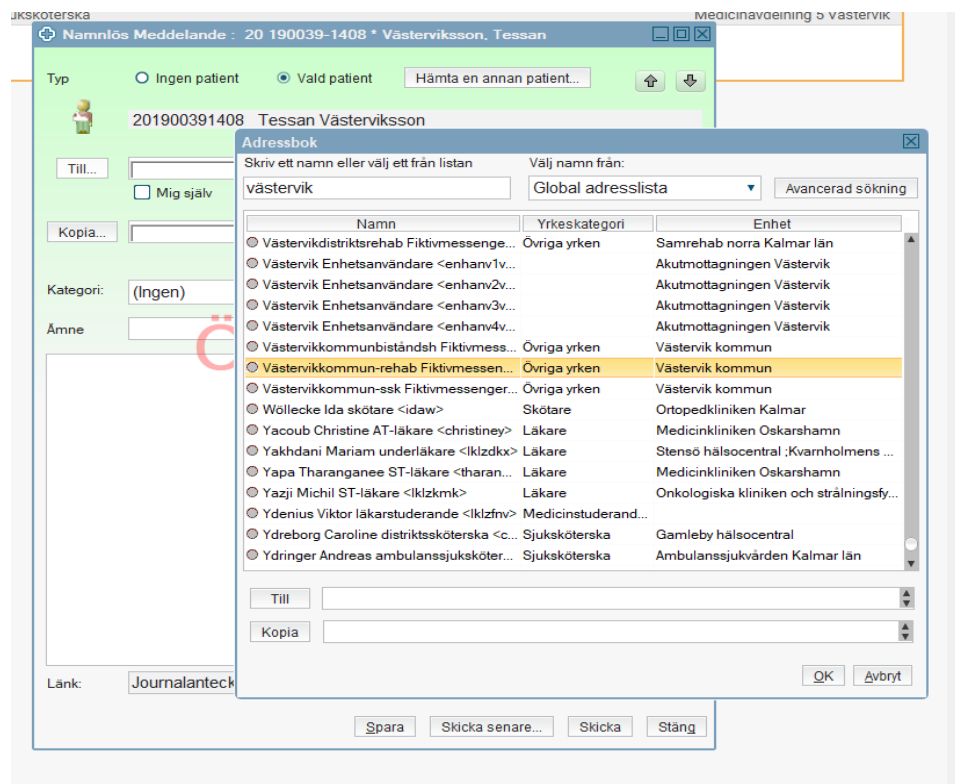 uksköterska Medicinavdelning 5 Västervik
Namnlös Meddelande : 20 190039-1408 * Västerviksson, Tessan
Typ Ingen patient Vald patient Hämta en annan patient...
201900391408 Tessan Västerviksson
Till...
Mig själv
Kopia...
Kategori: (Ingen)
Ämne
Länk: Journalanteck
Spara Skicka senare... Skicka Stäng
Adressbok
Skriv ett namn eller välj ett från listan Välj namn från:
västervik Global adresslista Avancerad sökning
Namn Yrkeskategori Enhet
Västervikdistriktsrehab Fiktivmessenge... Övriga yrken Samrehab norra Kalmar län
Västervik Enhetsanvändare <enhanv1v... Akutmottagningen Västervik
Västervik Enhetsanvändare <enhanv2v... Akutmottagningen Västervik
Västervik Enhetsanvändare <enhanv3v... Akutmottagningen Västervik
Västervik Enhetsanvändare <enhanv4v... Akutmottagningen Västervik
Västervikkommunbiståndsh Fiktivmess... Övriga yrken Västervik kommun
Västervikkommun-rehab Fiktivmessen... Övriga yrken Västervik kommun
Västervikkommun-ssk Fiktivmessenger... Övriga yrken Västervik kommun
Wöllecke Ida skötare <idaw> Skötare Ortopedkliniken Kalmar
Yacoub Christine AT-läkare <christiney> Läkare Medicinkliniken Oskarshamn
Yakhdani Mariam underläkare <lklzdkx> Läkare Stensö hälsocentral ;Kvarnholmens ...
Yapa Tharanganee ST-läkare <tharan... Läkare Medicinkliniken Oskarshamn
Yazji Michil ST-läkare <lklzkmk> Läkare Onkologiska kliniken och strålningsfy...
Ydenius Viktor läkarstuderande <lklzfnv> Medicinstuderand...
Ydreborg Caroline distriktssköterska <c... Sjuksköterska Gamleby hälsocentral
Ydringer Andreas ambulanssjuksköter... Sjuksköterska Ambulanssjukvården Kalmar län
Till
Kopia
OK Avbryt